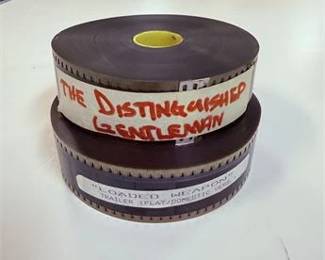 THE DISTINGUISHED
GENTLEMAN
"LOADED WEAPON"
TRAILER (FLAT/DOMESTIC